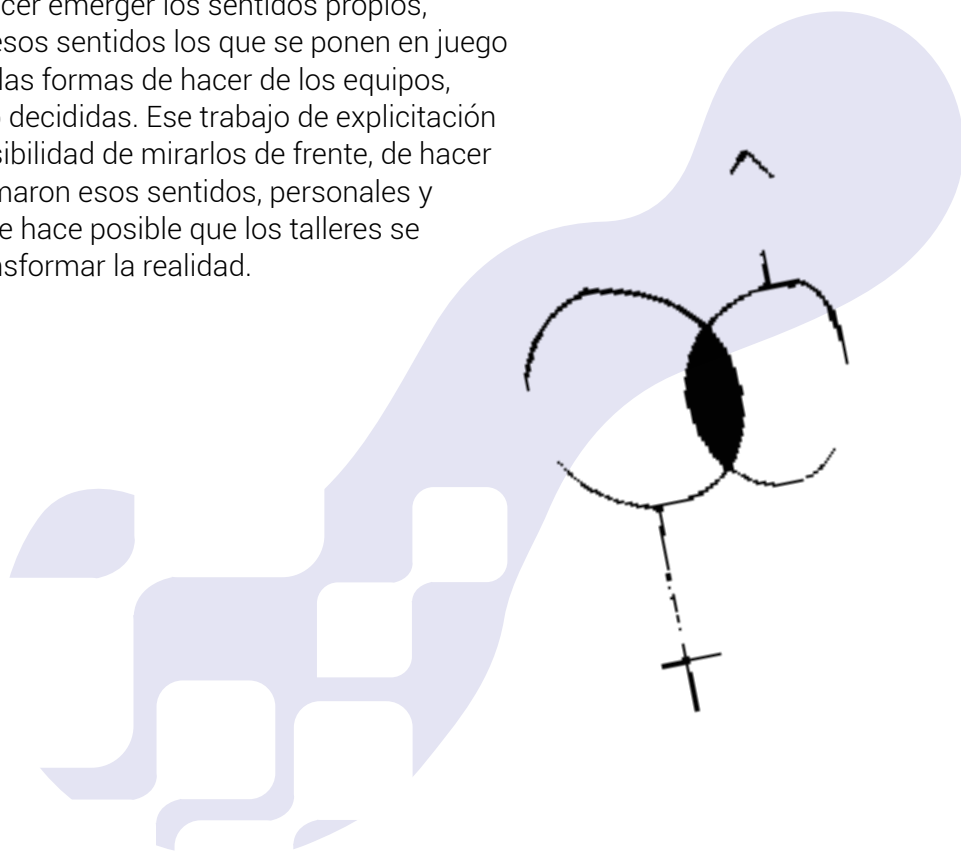 cer emerger los sentidos propios,
esos sentidos los que se ponen en juego
las formas de hacer de los equipos,
decididas. Ese trabajo de explicitación
sibilidad de mirarlos de frente, de hacer
maron esos sentidos, personales y
e hace posible que los talleres se
nsformar la realidad.